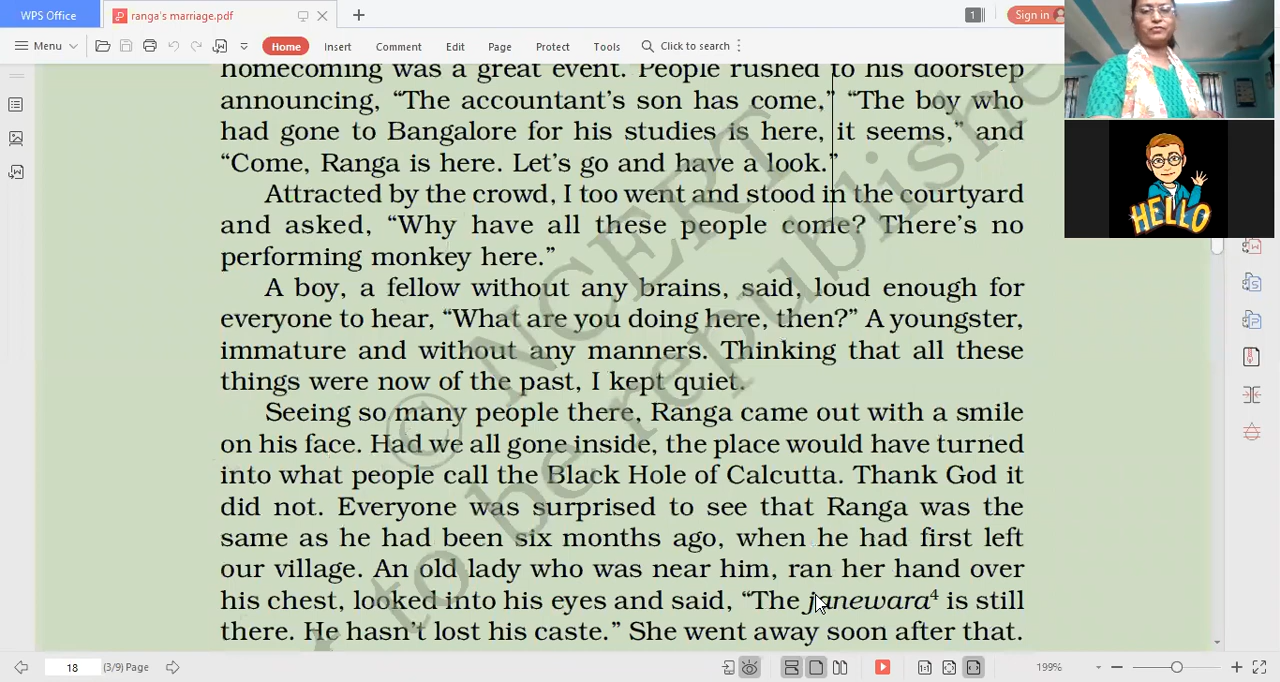 WPS Office
ranga's marriage.pdf
1
Sign in
Menu
Home
Insert
Comment
Edit
Page
Protect
Tools
Click to search
HELLO
homecoming was a great event. People rushed to his doorstep
announcing, “The accountant’s son has come,” “The boy who
had gone to Bangalore for his studies is here, it seems,” and
“Come, Ranga is here. Let’s go and have a look.”
Attracted by the crowd, I too went and stood in the courtyard
and asked, “Why have all these people come? There’s no
performing monkey here.”
A boy, a fellow without any brains, said, loud enough for
everyone to hear, “What are you doing here, then?” A youngster,
immature and without any manners. Thinking that all these
things were now of the past, I kept quiet.
Seeing so many people there, Ranga came out with a smile
on his face. Had we all gone inside, the place would have turned
into what people call the Black Hole of Calcutta. Thank God it
did not. Everyone was surprised to see that Ranga was the
same as he had been six months ago, when he had first left
our village. An old lady who was near him, ran her hand over
his chest, looked into his eyes and said, “The janewara4 is still
there. He hasn’t lost his caste.” She went away soon after that.
© NCERT
to be republishe
18
(3/9) Page
199%